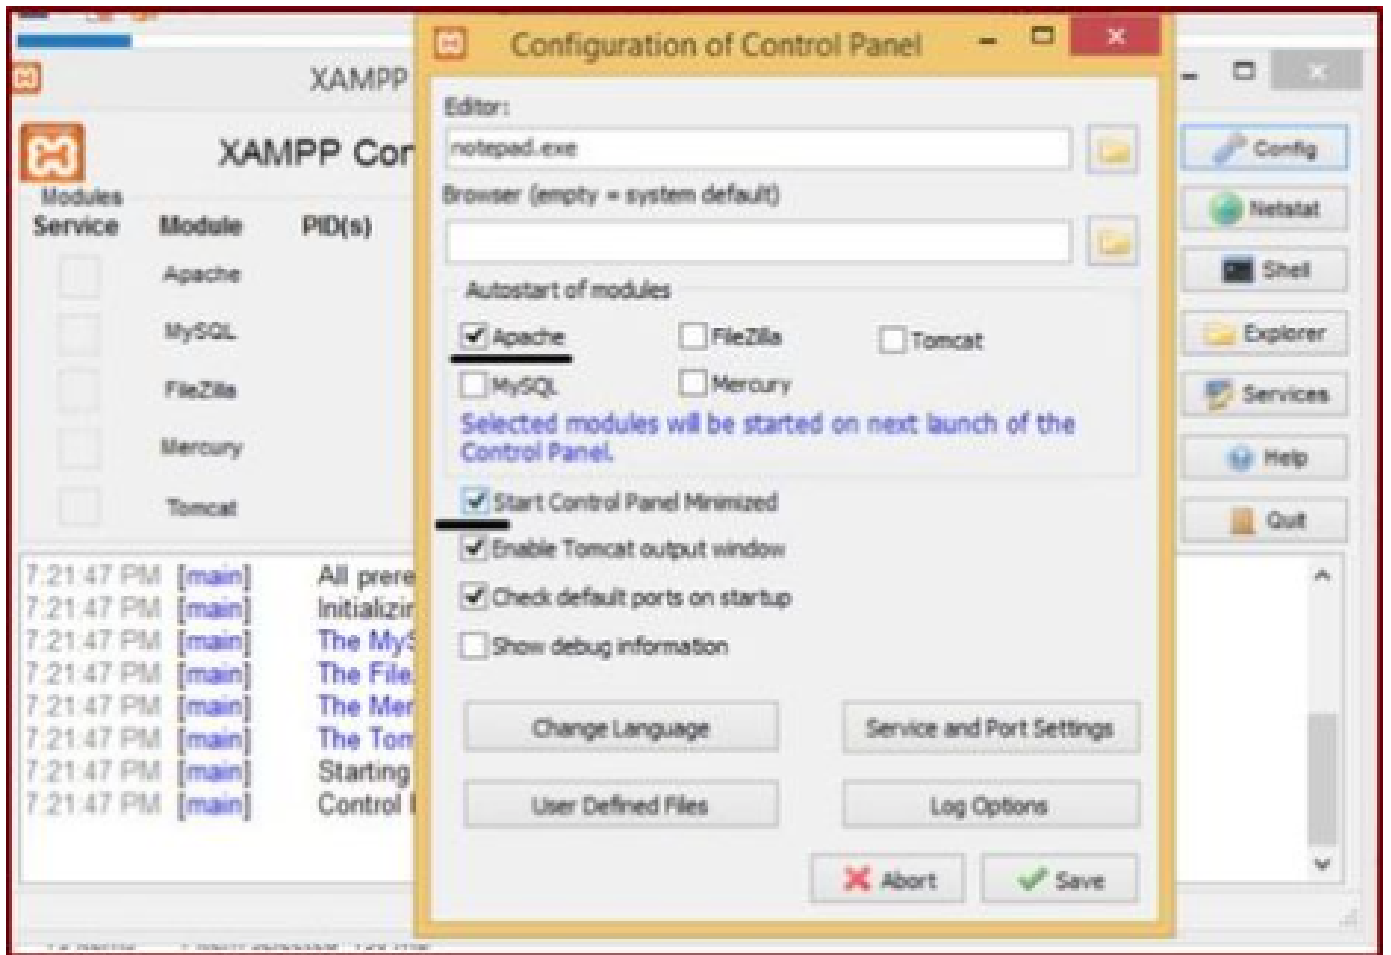 Configuration of Control Panel
XAMPP
Editor:
XAMPP Con
notepad.exe
Config
Modules
Browser (empty = system default)
Netstat
Service Module PID(s)
Shell
Apache
Autostart of modules
MySQL
Apache FileZilla Tomcat
Explorer
FileZilla
MySQL Mercury
Services
Selected modules will be started on next launch of the
Control Panel.
Mercury
Help
Tomcat
Start Control Panel Minimized
Quit
Enable Tomcat output window
7:21:47 PM [main] All prere
Check default ports on startup
7:21:47 PM [main] Initializin
7:21:47 PM [main] The MyS
Show debug information
7:21:47 PM [main] The File
7:21:47 PM [main] The Mer
7:21:47 PM [main] The Tom
Change Language Service and Port Settings
7:21:47 PM [main] Starting
7:21:47 PM [main] Control
User Defined Files Log Options
Abort Save